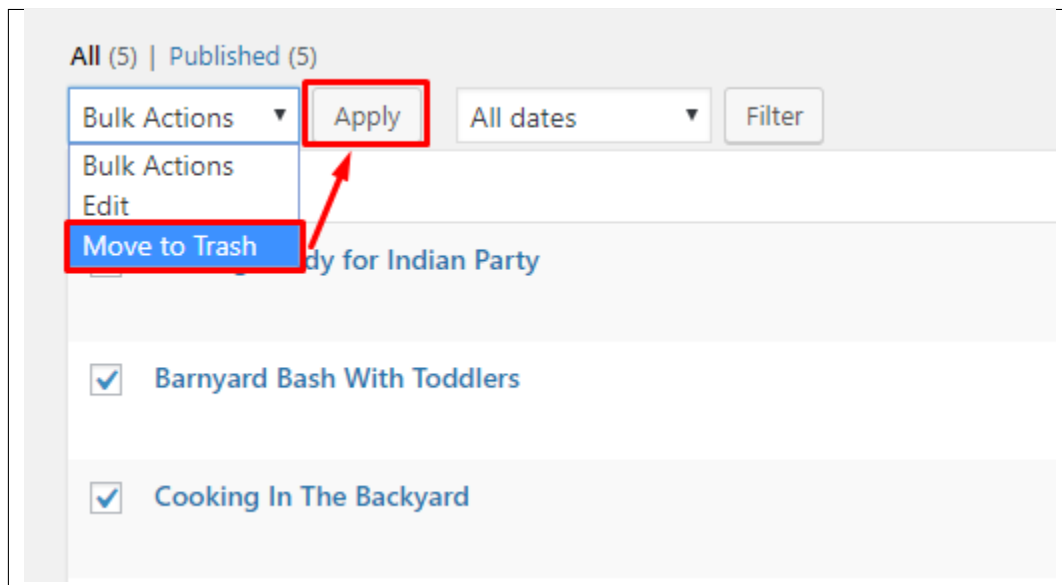 All (5) | Published (5)
Bulk Actions Apply All dates Filter
Bulk Actions
Edit
Move to Trash
for Indian Party
Barnyard Bash With Toddlers
Cooking In The Backyard